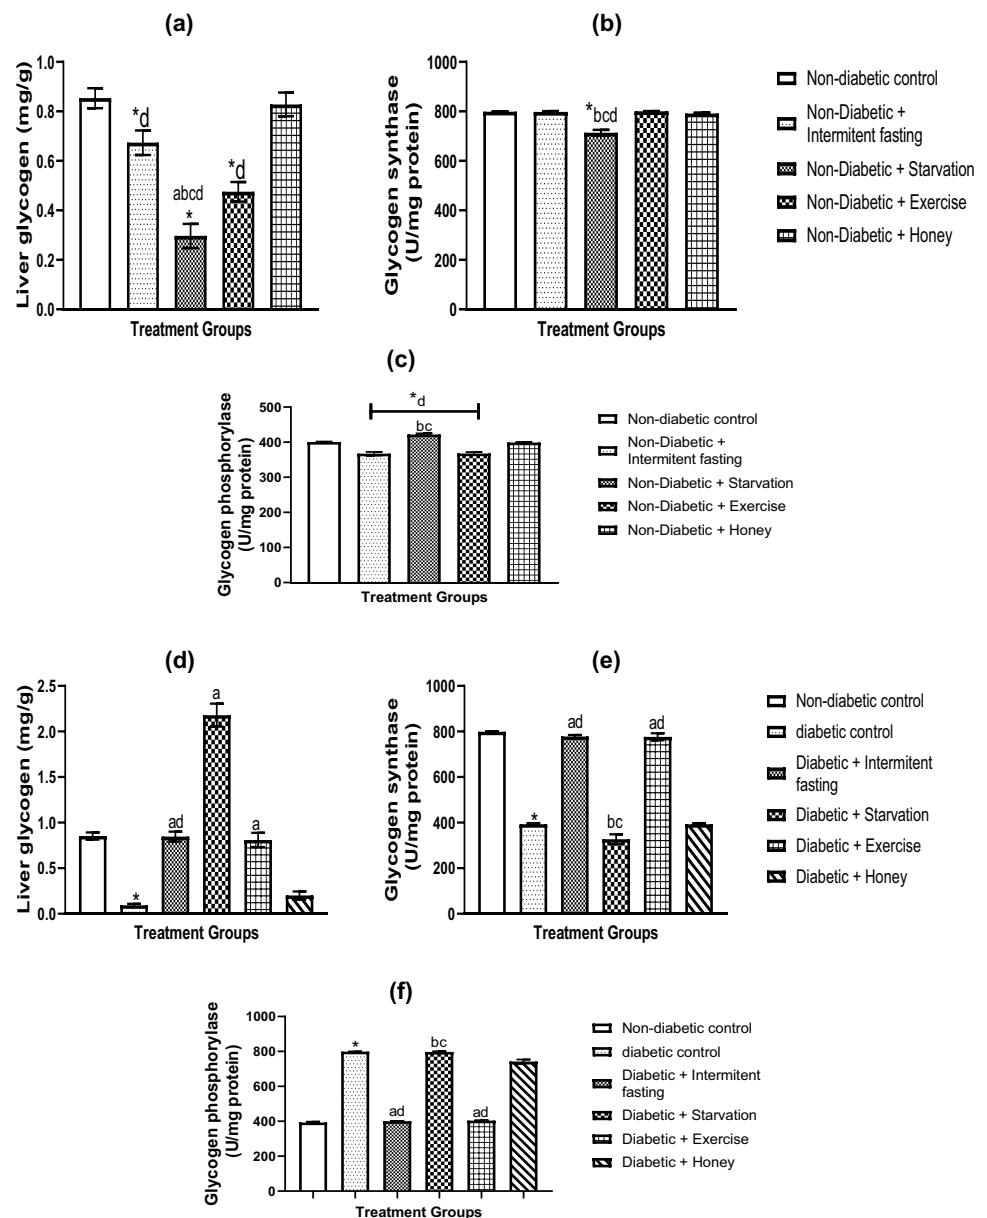 (a)
Liver glycogen (mg/g)
1.0
0.8
0.6
0.4
0.2
0.0
*d
abcd
*
*d
Treatment Groups
(b)
Glycogen synthase
(U/mg protein)
1000
800
600
400
200
0
*bcd
Treatment Groups
Non-diabetic control
Non-Diabetic +
Intermitent fasting
Non-Diabetic + Starvation
Non-Diabetic + Exercise
Non-Diabetic + Honey
(c)
Glycogen phosphorylase
(U/mg protein)
500
400
300
200
100
0
*d
bc
Treatment Groups
Non-diabetic control
Non-Diabetic +
Intermitent fasting
Non-Diabetic + Starvation
Non-Diabetic + Exercise
Non-Diabetic + Honey
(d)
Liver glycogen (mg/g)
2.5
2.0
1.5
1.0
0.5
0.0
*
ad
a
a
Treatment Groups
(e)
Glycogen synthase
(U/mg protein)
1000
800
600
400
200
0
*
ad
bc
ad
Treatment Groups
Non-diabetic control
diabetic control
Diabetic + Intermitent
fasting
Diabetic + Starvation
Diabetic + Exercise
Diabetic + Honey
(f)
Glycogen phosphorylase
(U/mg protein)
1000
800
600
400
200
0
*
ad
bc
ad
Treatment Groups
Non-diabetic control
diabetic control
Diabetic + Intermitent
fasting
Diabetic + Starvation
Diabetic + Exercise
Diabetic + Honey